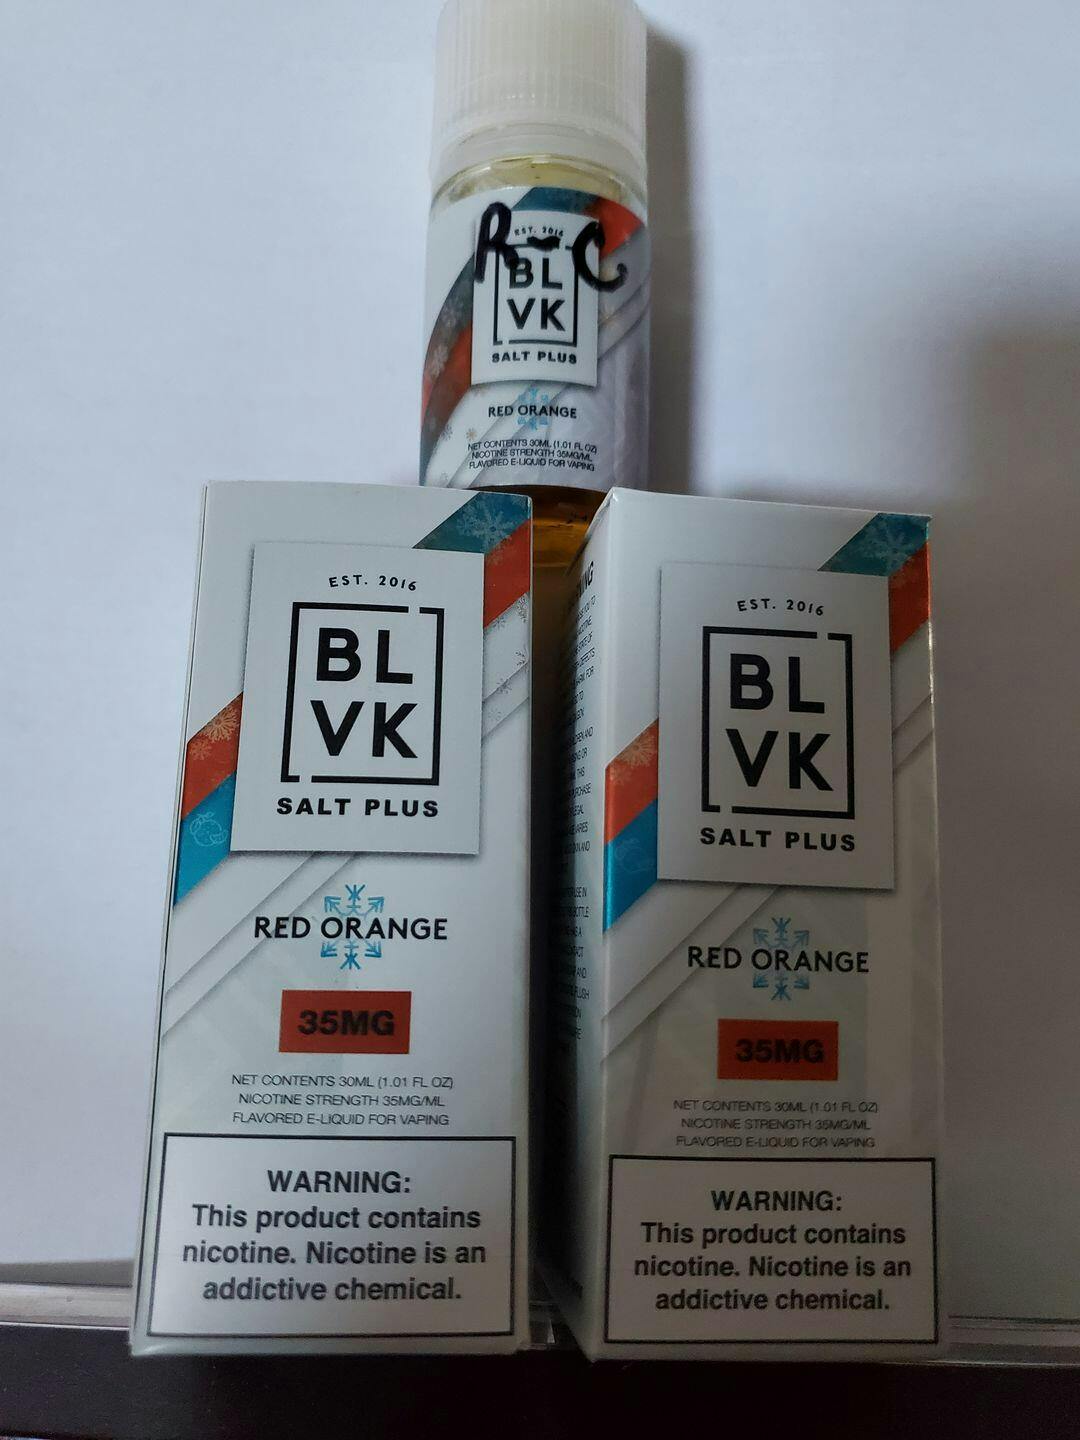 R-C
EST. 2016
BL
VK
SALT PLUS
RED ORANGE
NET CONTENTS 30ML (1.01 FL OZ)
NICOTINE STRENGTH 35MG/ML
FLAVORED E-LIQUID FOR VAPING
EST. 2016
BL
VK
SALT PLUS
RED ORANGE
35MG
NET CONTENTS 30ML (1.01 FL OZ)
NICOTINE STRENGTH 35MG/ML
FLAVORED E-LIQUID FOR VAPING
WARNING:
This product contains
nicotine. Nicotine is an
addictive chemical.
EST. 2016
BL
VK
SALT PLUS
RED ORANGE
35MG
NET CONTENTS 30ML (1.01 FL OZ)
NICOTINE STRENGTH 35MG/ML
FLAVORED E-LIQUID FOR VAPING
WARNING:
This product contains
nicotine. Nicotine is an
addictive chemical.